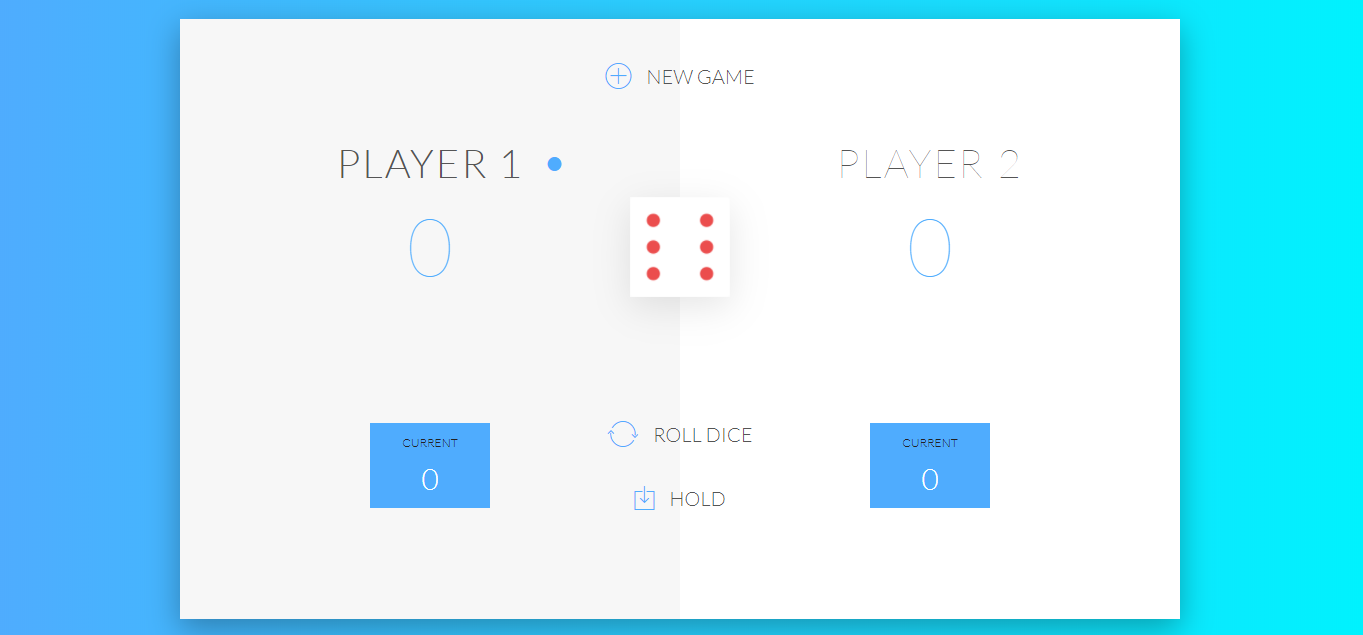 NEW GAME
PLAYER 1
PLAYER 2
0
0
CURRENT
0
ROLL DICE
HOLD
CURRENT
0